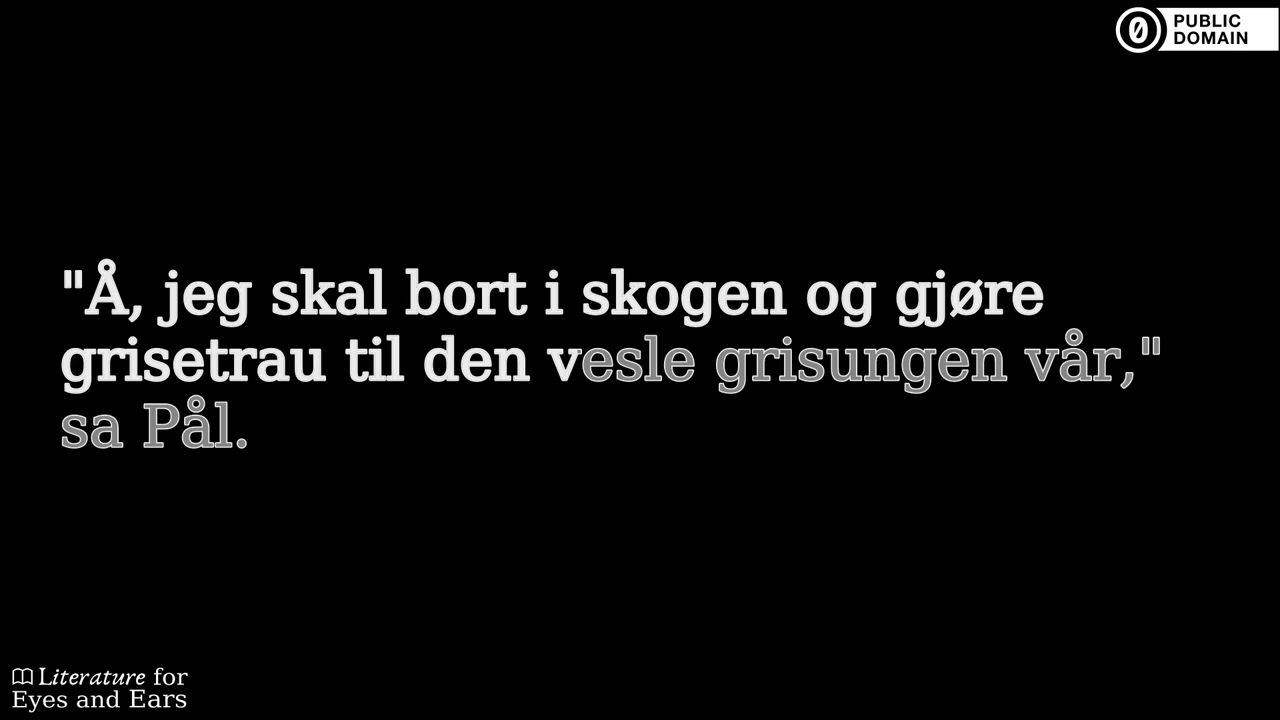 PUBLIC
DOMAIN
"Å, jeg skal bort i skogen og gjøre
grisetrau til den vesle grisungen vår,"
sa Pål.
Literature for
Eyes and Ears